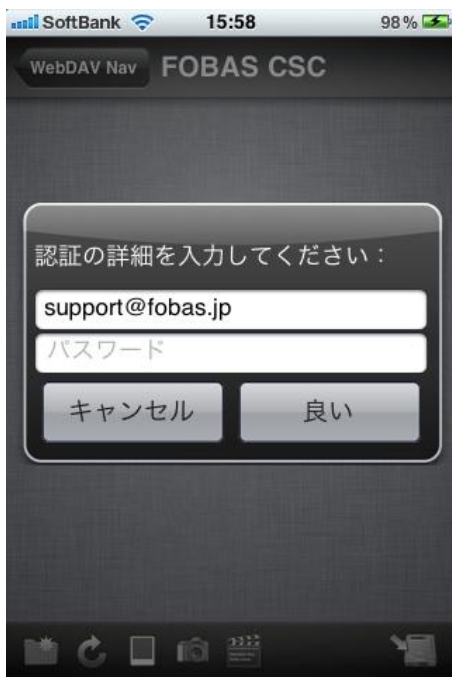 SoftBank 15:58 98%
WebDAV Nav FOBAS CSC
認証の詳細を入力してください：
support@fobas.jp
パスワード
キャンセル 良い